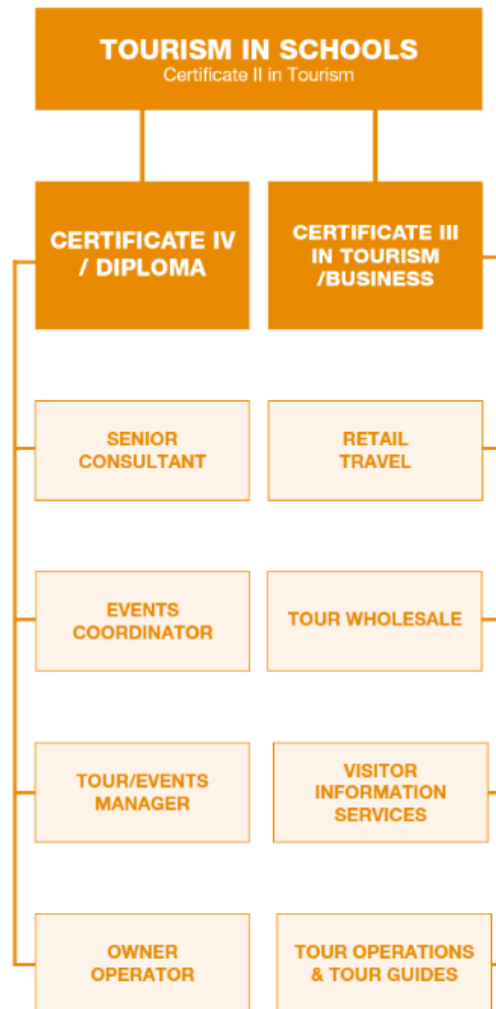 TOURISM IN SCHOOLS
Certificate II in Tourism
CERTIFICATE IV
/ DIPLOMA
CERTIFICATE III
IN TOURISM
/BUSINESS
SENIOR
CONSULTANT
RETAIL
TRAVEL
EVENTS
COORDINATOR
TOUR WHOLESALE
TOUR/EVENTS
MANAGER
VISITOR
INFORMATION
SERVICES
OWNER
OPERATOR
TOUR OPERATIONS
& TOUR GUIDES